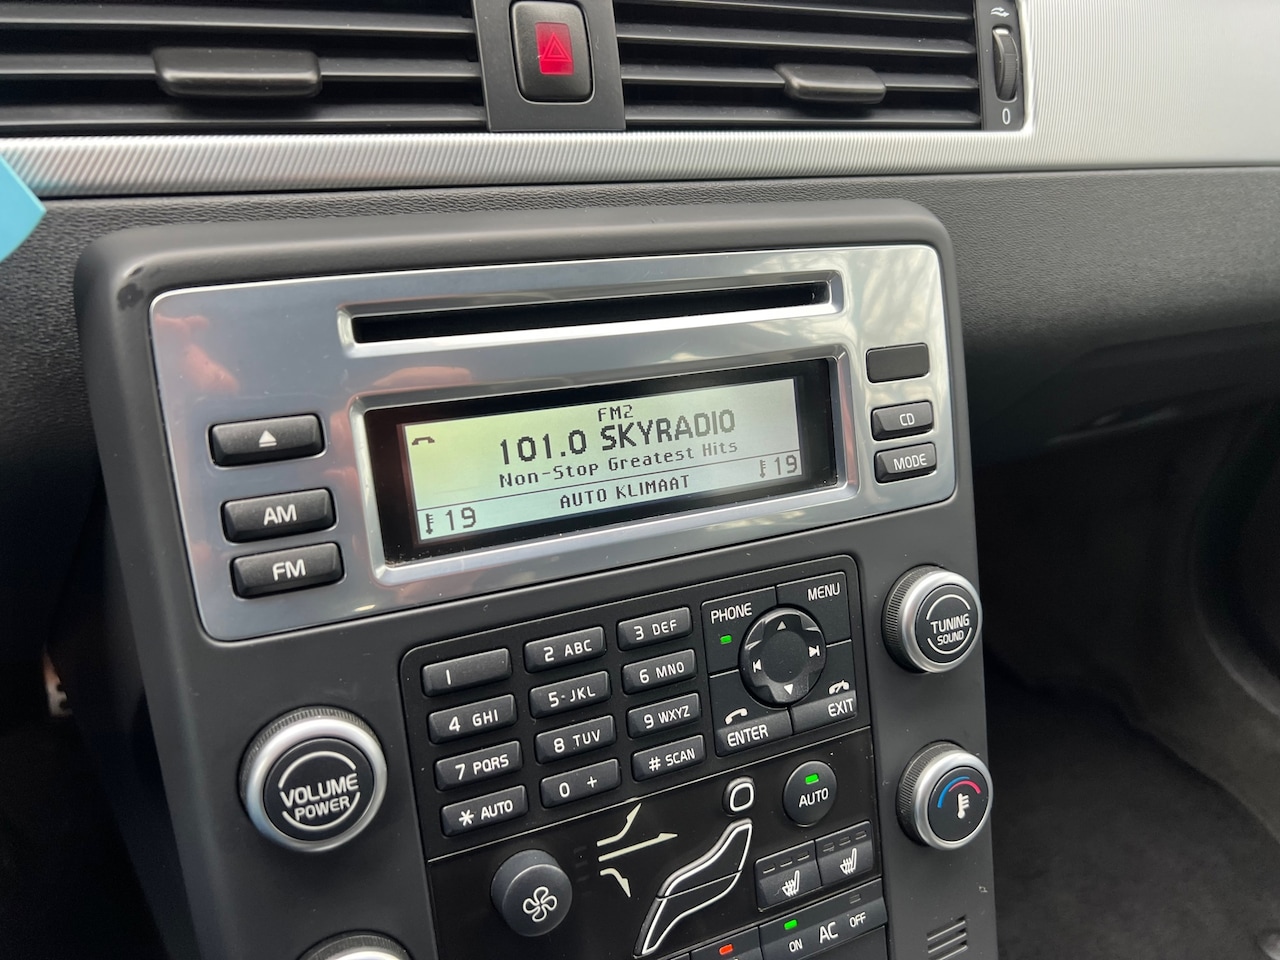 0
FM2
101.0 SKYRADIO
Non-Stop Greatest Hits
19 AUTO KLIMAAT 19
CD
MODE
AM
FM
PHONE
MENU
1
2 ABC
3 DEF
4 GHI
5-JKL
6 MNO
7 PQRS
8 TUV
9 WXYZ
* AUTO
0 +
# SCAN
ENTER
EXIT
TUNING
SOUND
VOLUME
POWER
AUTO
ON AC OFF